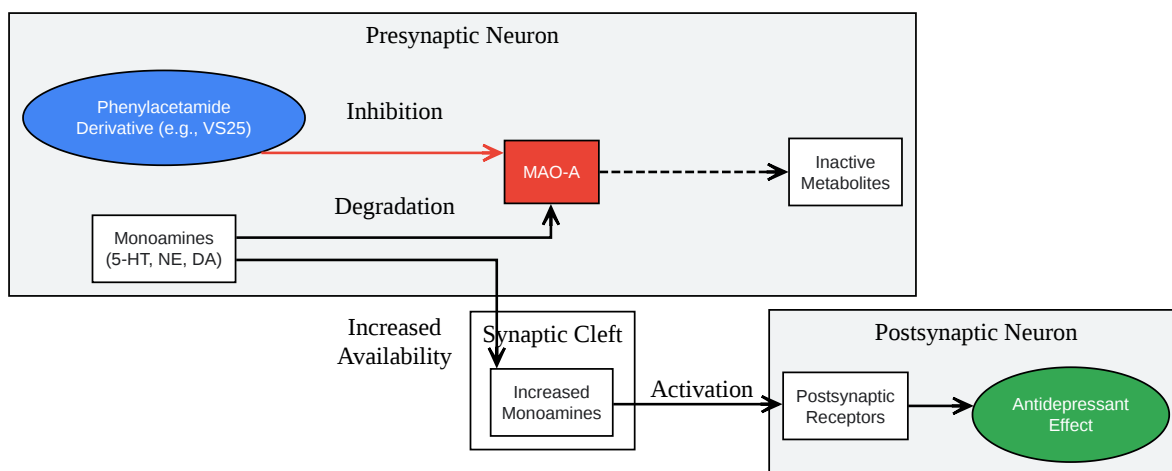 Presynaptic Neuron
Phenylacetamide
Derivative (e.g., VS25)
Inhibition
MAO-A
Inactive
Metabolites
Degradation
Monoamines
(5-HT, NE, DA)
Increased
Availability
Synaptic Cleft
Increased
Monoamines
Activation
Postsynaptic Neuron
Postsynaptic
Receptors
Antidepressant
Effect